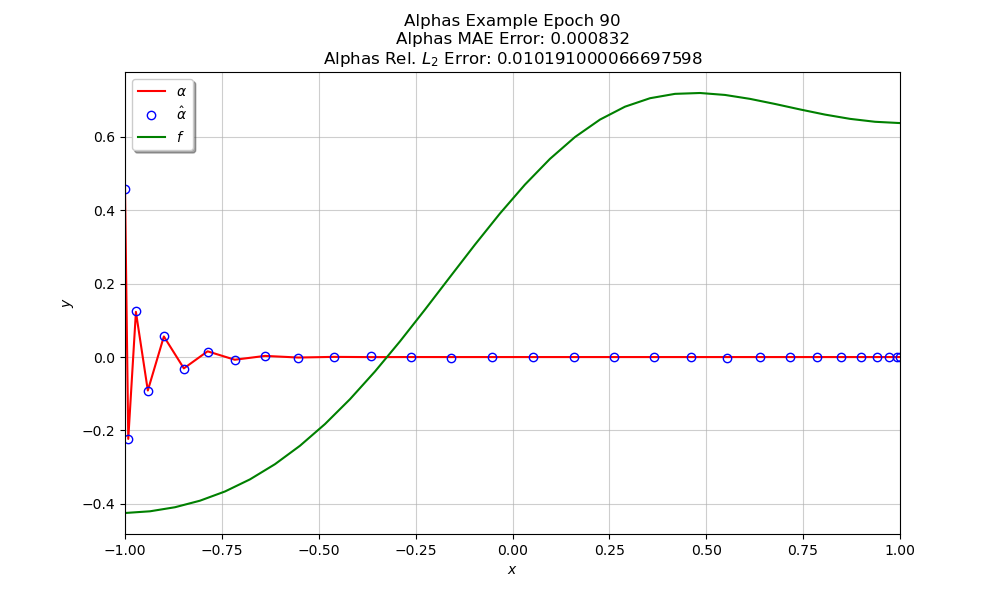 Alphas Example Epoch 90
Alphas MAE Error: 0.000832
Alphas Rel. L₂ Error: 0.010191000066697598
α
α̂
f
y
0.6
0.4
0.2
0.0
−0.2
−0.4
−1.00 −0.75 −0.50 −0.25 0.00 0.25 0.50 0.75 1.00
x